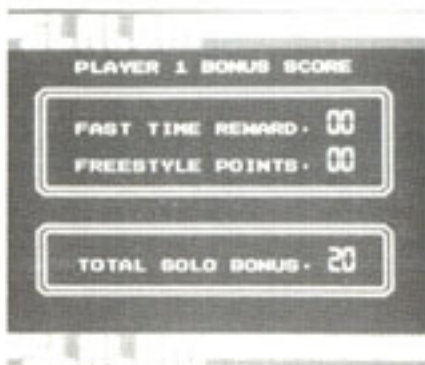 PLAYER 1 BONUS SCORE
FAST TIME REWARD. 00
FREESTYLE POINTS. 00
TOTAL SOLO BONUS. 20